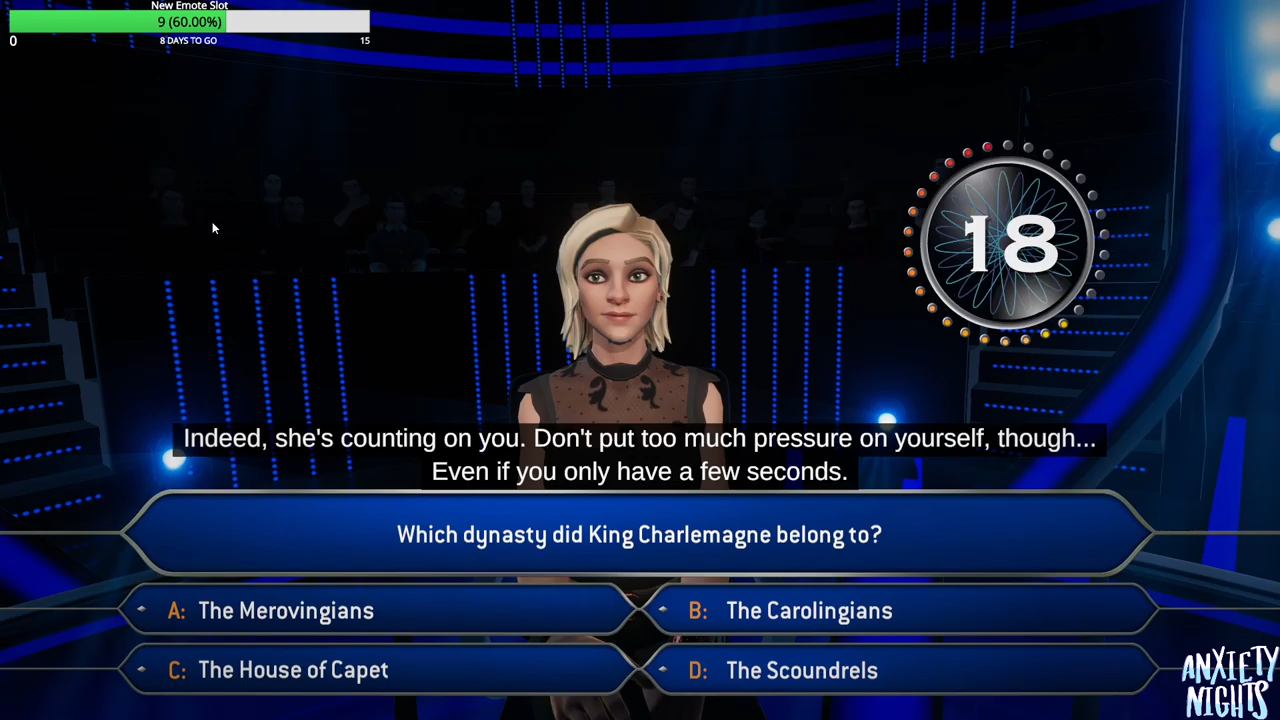 New Emote Slot
9 (60.00%)
0
8 DAYS TO GO
15
18
Indeed, she's counting on you. Don't put too much pressure on yourself, though...
Even if you only have a few seconds.
Which dynasty did King Charlemagne belong to?
A: The Merovingians
B: The Carolingians
C: The House of Capet
D: The Scoundrels
ANXIETY
NIGHTS